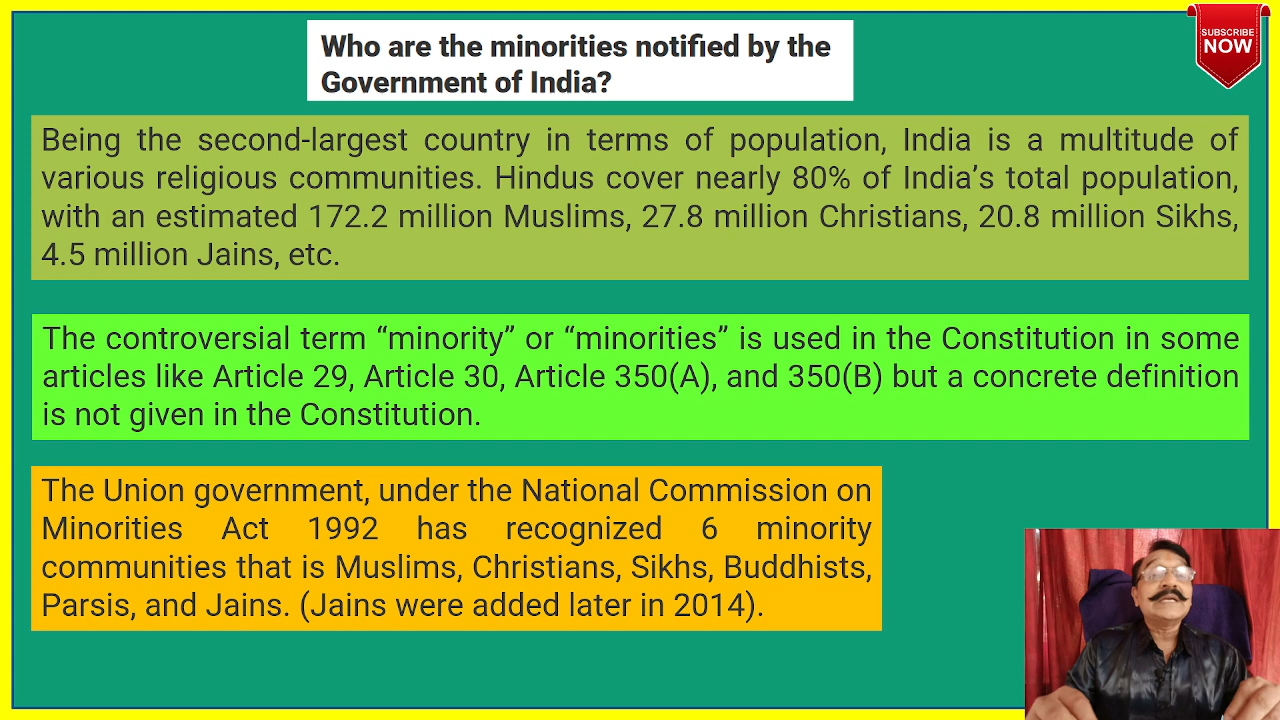 Who are the minorities notified by the
Government of India?
SUBSCRIBE
NOW
Being the second-largest country in terms of population, India is a multitude of
various religious communities. Hindus cover nearly 80% of India’s total population,
with an estimated 172.2 million Muslims, 27.8 million Christians, 20.8 million Sikhs,
4.5 million Jains, etc.
The controversial term “minority” or “minorities” is used in the Constitution in some
articles like Article 29, Article 30, Article 350(A), and 350(B) but a concrete definition
is not given in the Constitution.
The Union government, under the National Commission on
Minorities Act 1992 has recognized 6 minority
communities that is Muslims, Christians, Sikhs, Buddhists,
Parsis, and Jains. (Jains were added later in 2014).